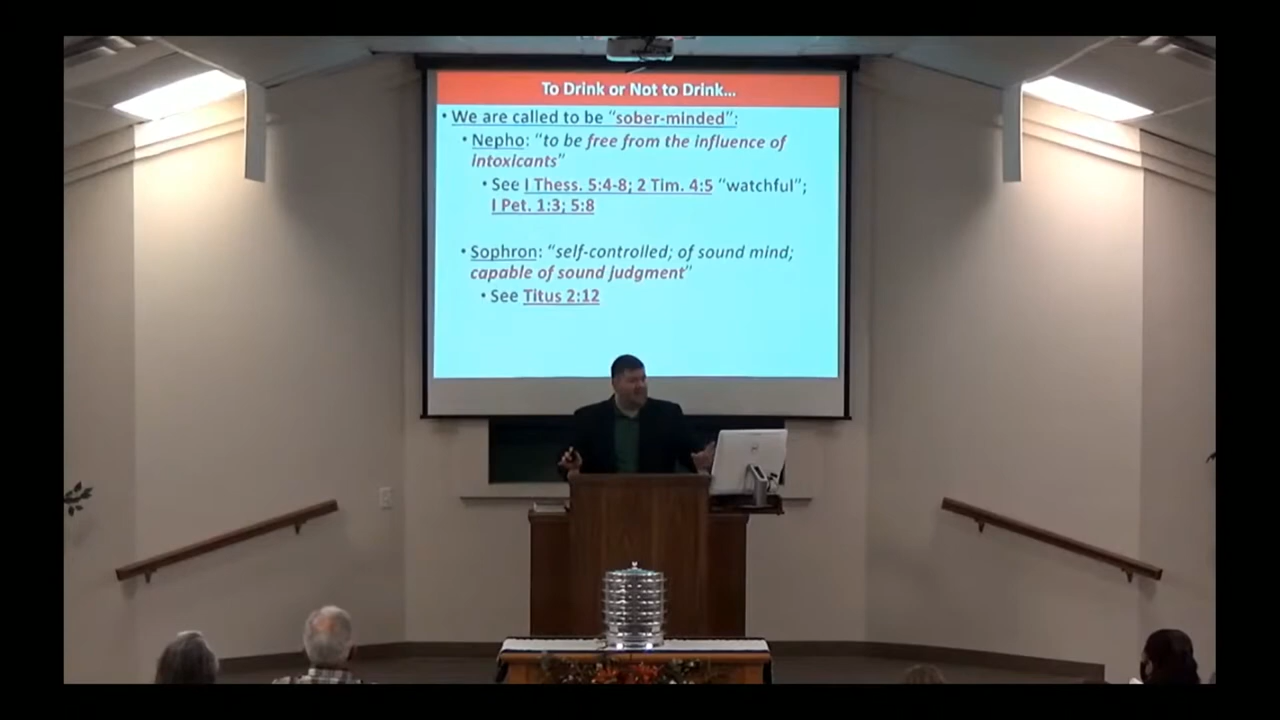 To Drink or Not to Drink...
• We are called to be “sober-minded”:
• Nepho: “to be free from the influence of
intoxicants”
• See I Thess. 5:4-8; 2 Tim. 4:5 “watchful”;
I Pet. 1:3; 5:8
• Sophron: “self-controlled; of sound mind;
capable of sound judgment”
• See Titus 2:12